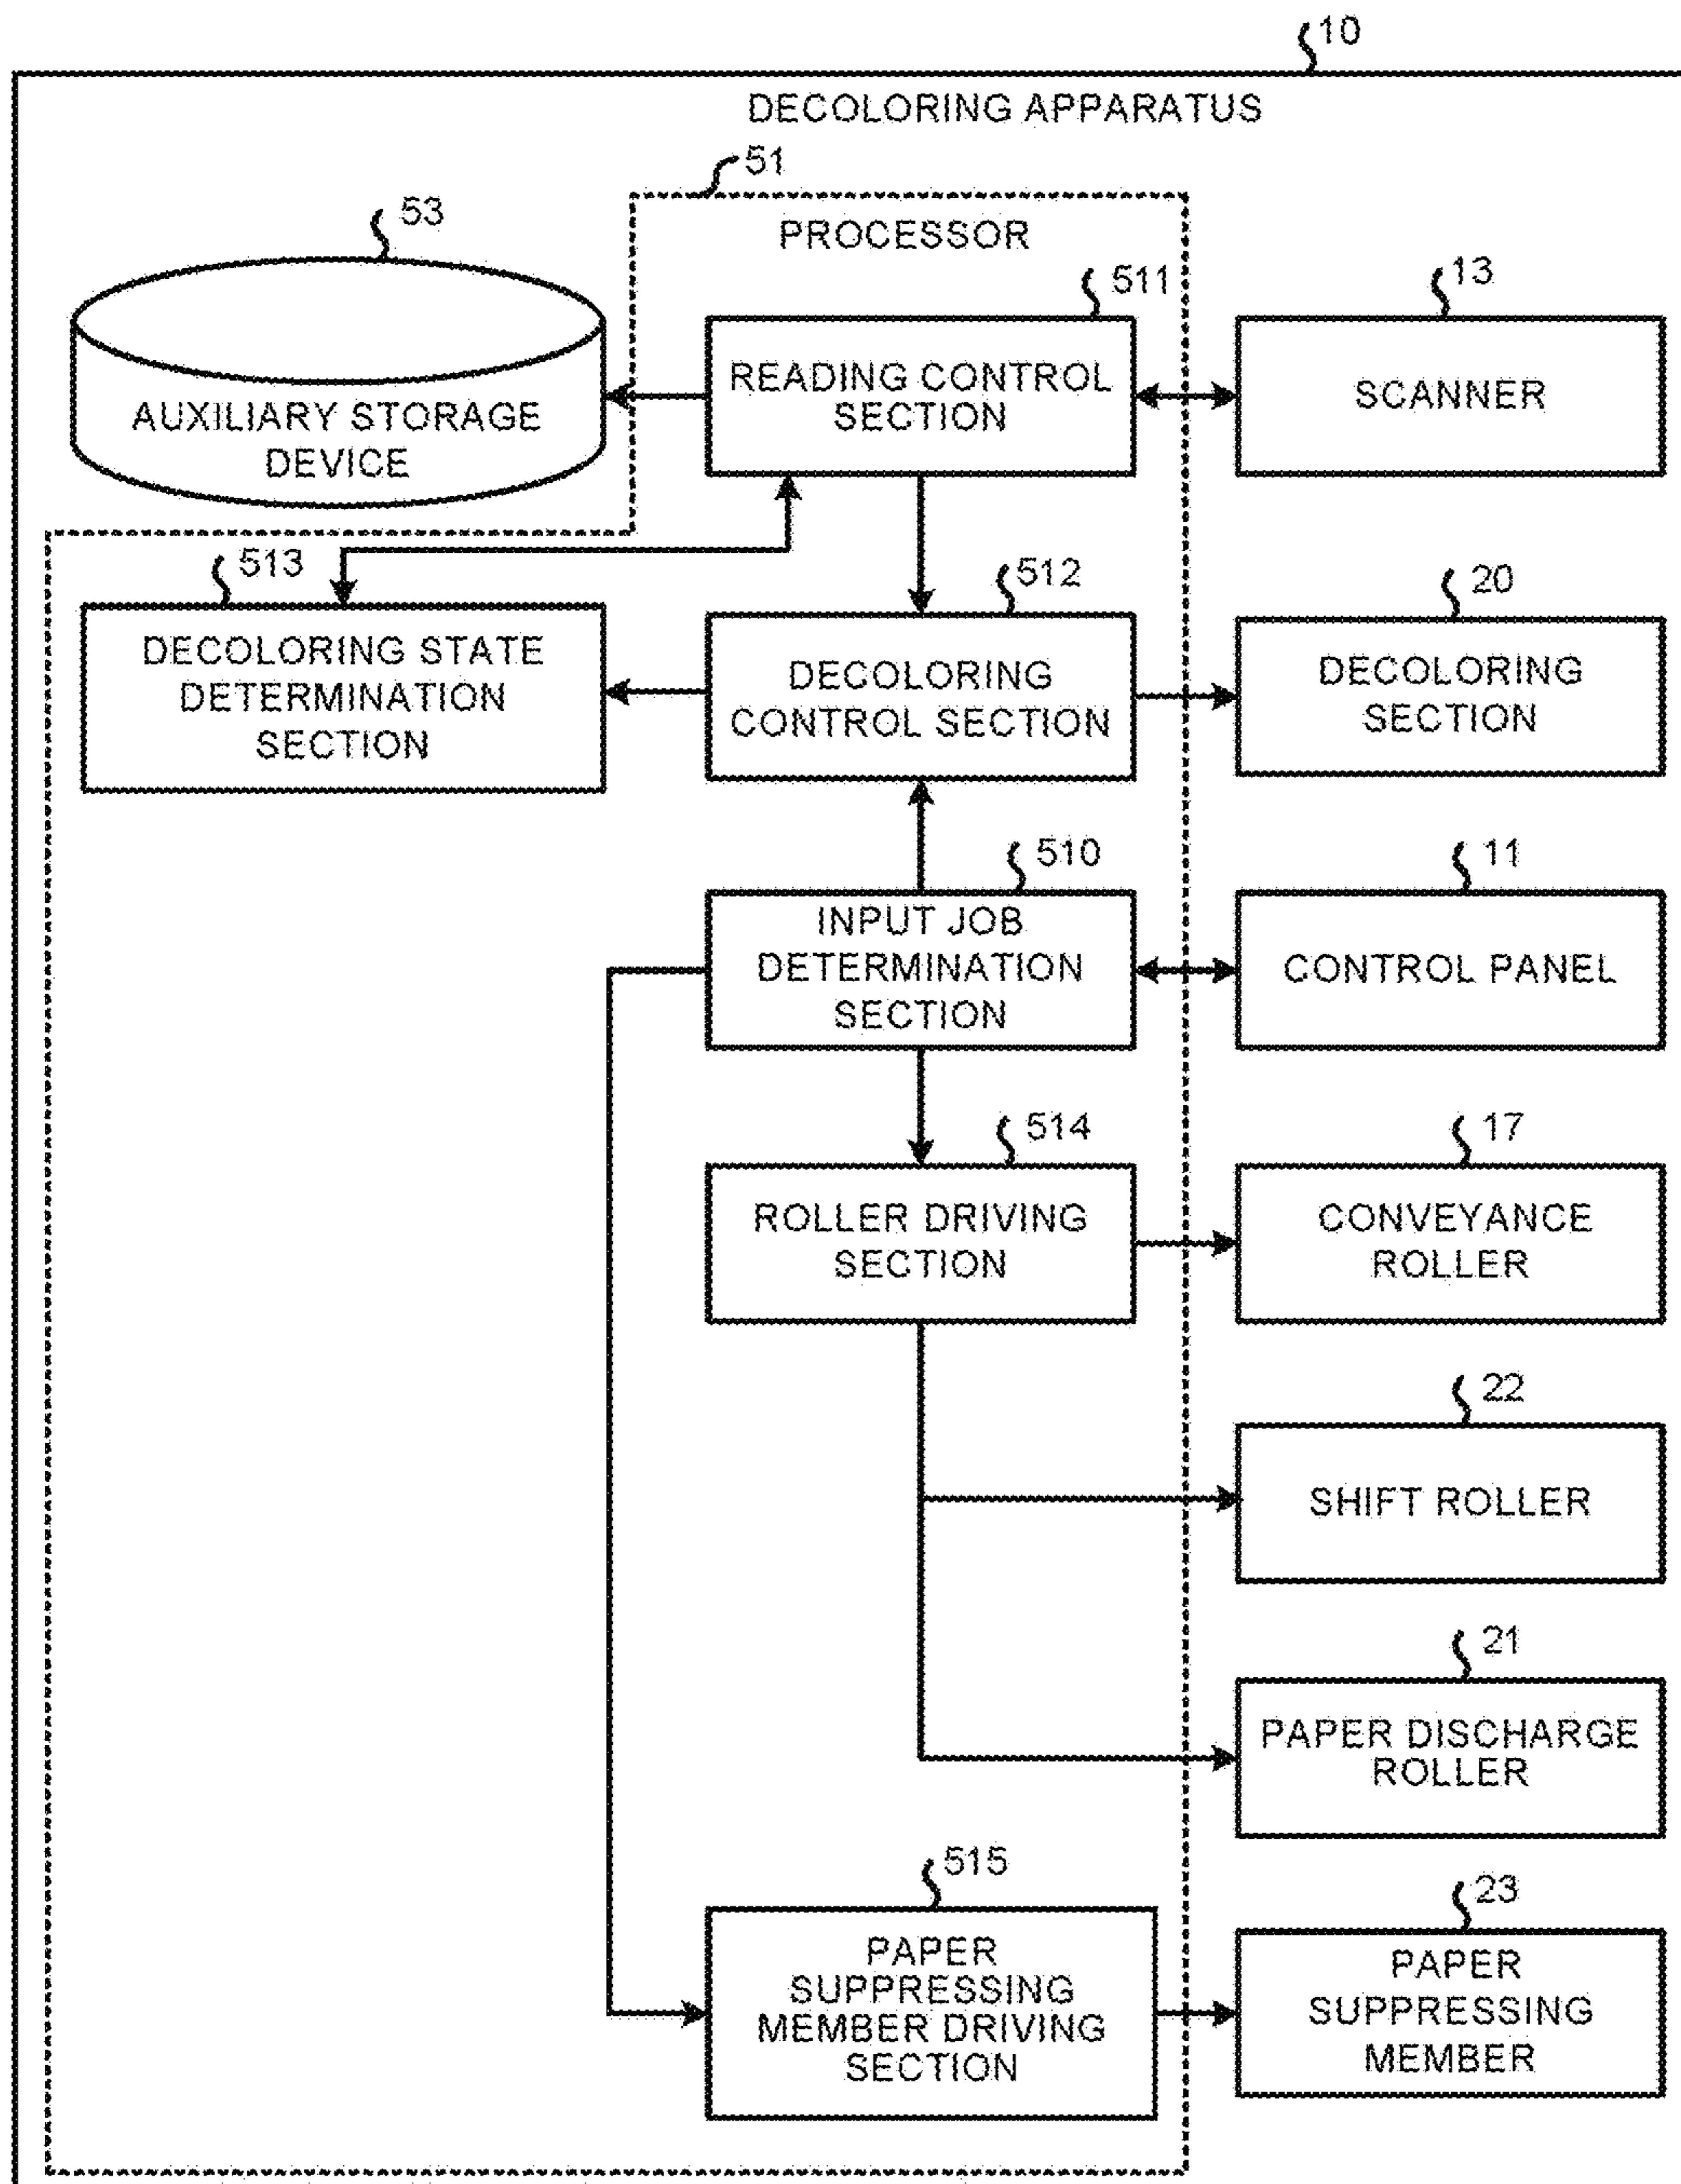 10
DECOLORING APPARATUS
51
PROCESSOR
53
AUXILIARY STORAGE
DEVICE
511
READING CONTROL
SECTION
13
SCANNER
513
DECOLORING STATE
DETERMINATION
SECTION
512
DECOLORING
CONTROL SECTION
20
DECOLORING
SECTION
510
INPUT JOB
DETERMINATION
SECTION
11
CONTROL PANEL
514
ROLLER DRIVING
SECTION
17
CONVEYANCE
ROLLER
22
SHIFT ROLLER
21
PAPER DISCHARGE
ROLLER
515
PAPER
SUPPRESSING
MEMBER DRIVING
SECTION
23
PAPER
SUPPRESSING
MEMBER